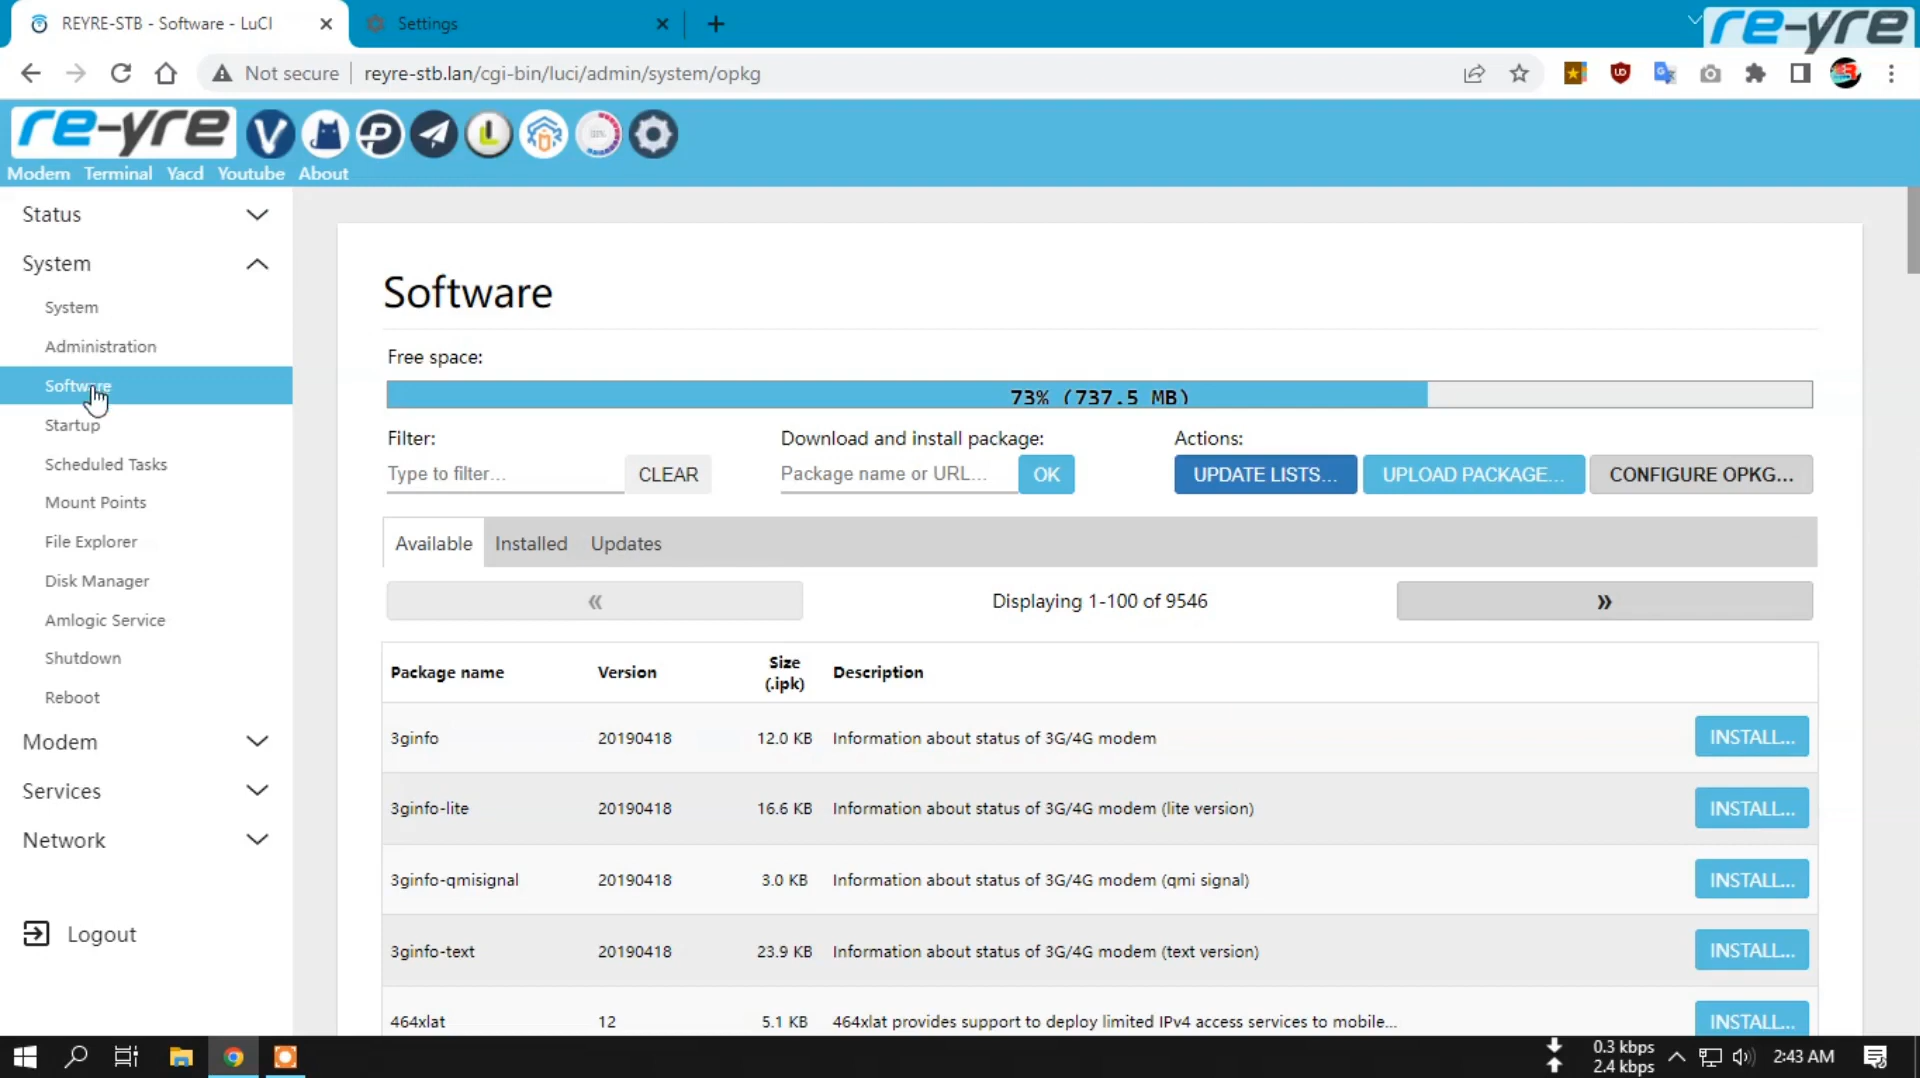 REYRE-STB - Software - LuCI
Settings
re-yre
Not secure
reyre-stb.lan/cgi-bin/luci/admin/system/opkg
re-yre
Modem Terminal Yacd Youtube About
Status
System
System
Administration
Software
Startup
Scheduled Tasks
Mount Points
File Explorer
Disk Manager
Amlogic Service
Shutdown
Reboot
Modem
Services
Network
Logout
Software
Free space:
73% (737.5 MB)
Filter:
Type to filter…
CLEAR
Download and install package:
Package name or URL…
OK
Actions:
UPDATE LISTS…
UPLOAD PACKAGE…
CONFIGURE OPKG…
Available Installed Updates
« Displaying 1-100 of 9546 »
Package name Version Size (.ipk) Description
3ginfo 20190418 12.0 KB Information about status of 3G/4G modem INSTALL…
3ginfo-lite 20190418 16.6 KB Information about status of 3G/4G modem (lite version) INSTALL…
3ginfo-qmisignal 20190418 3.0 KB Information about status of 3G/4G modem (qmi signal) INSTALL…
3ginfo-text 20190418 23.9 KB Information about status of 3G/4G modem (text version) INSTALL…
464xlat 12 5.1 KB 464xlat provides support to deploy limited IPv4 access services to mobile… INSTALL…
0.3 kbps
2.4 kbps
2:43 AM